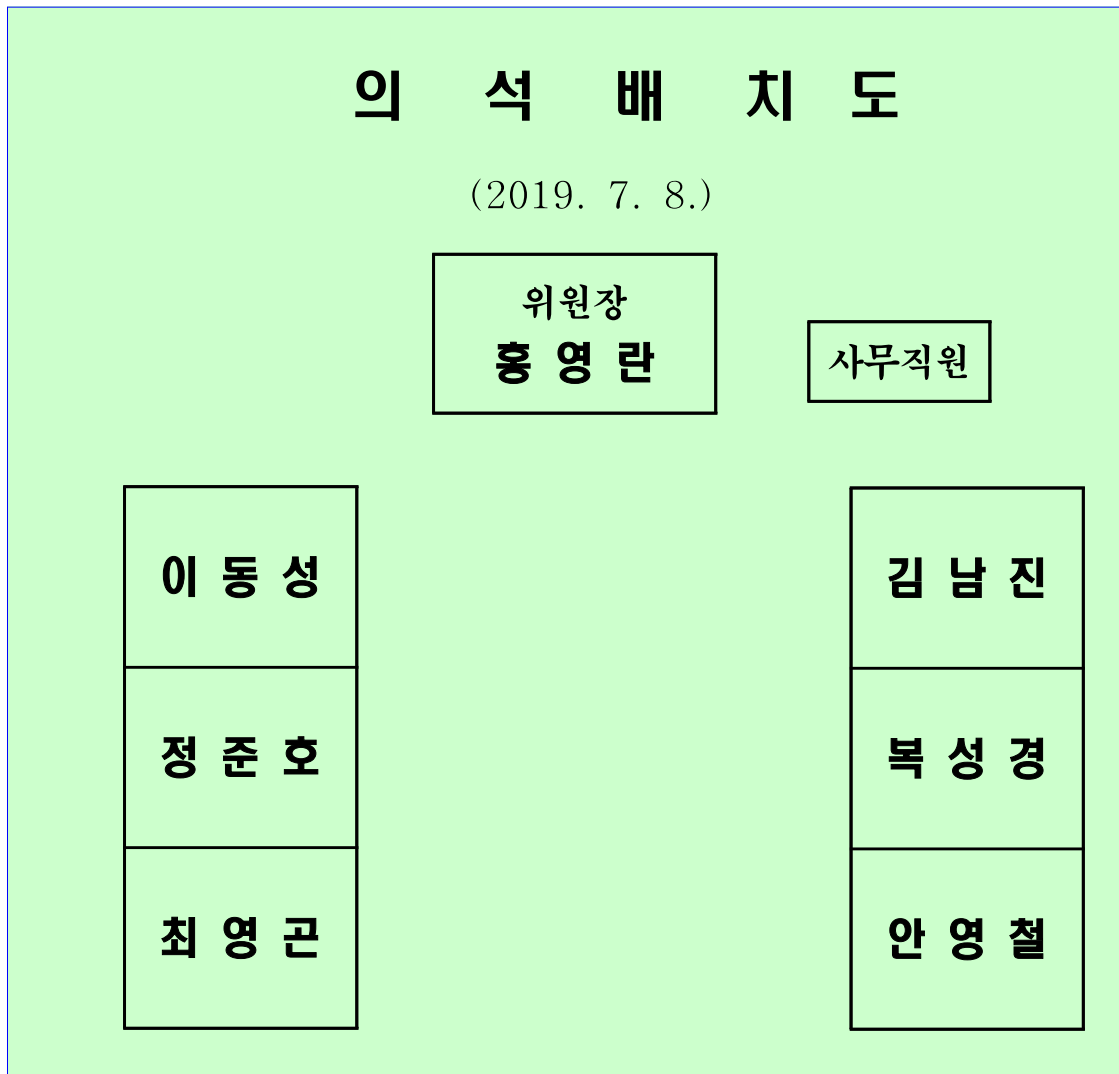 의 석 배 치 도
(2019. 7. 8.)
위원장
홍 영 란
사무직원
이 동 성
김 남 진
정 준 호
복 성 경
최 영 곤
안 영 철